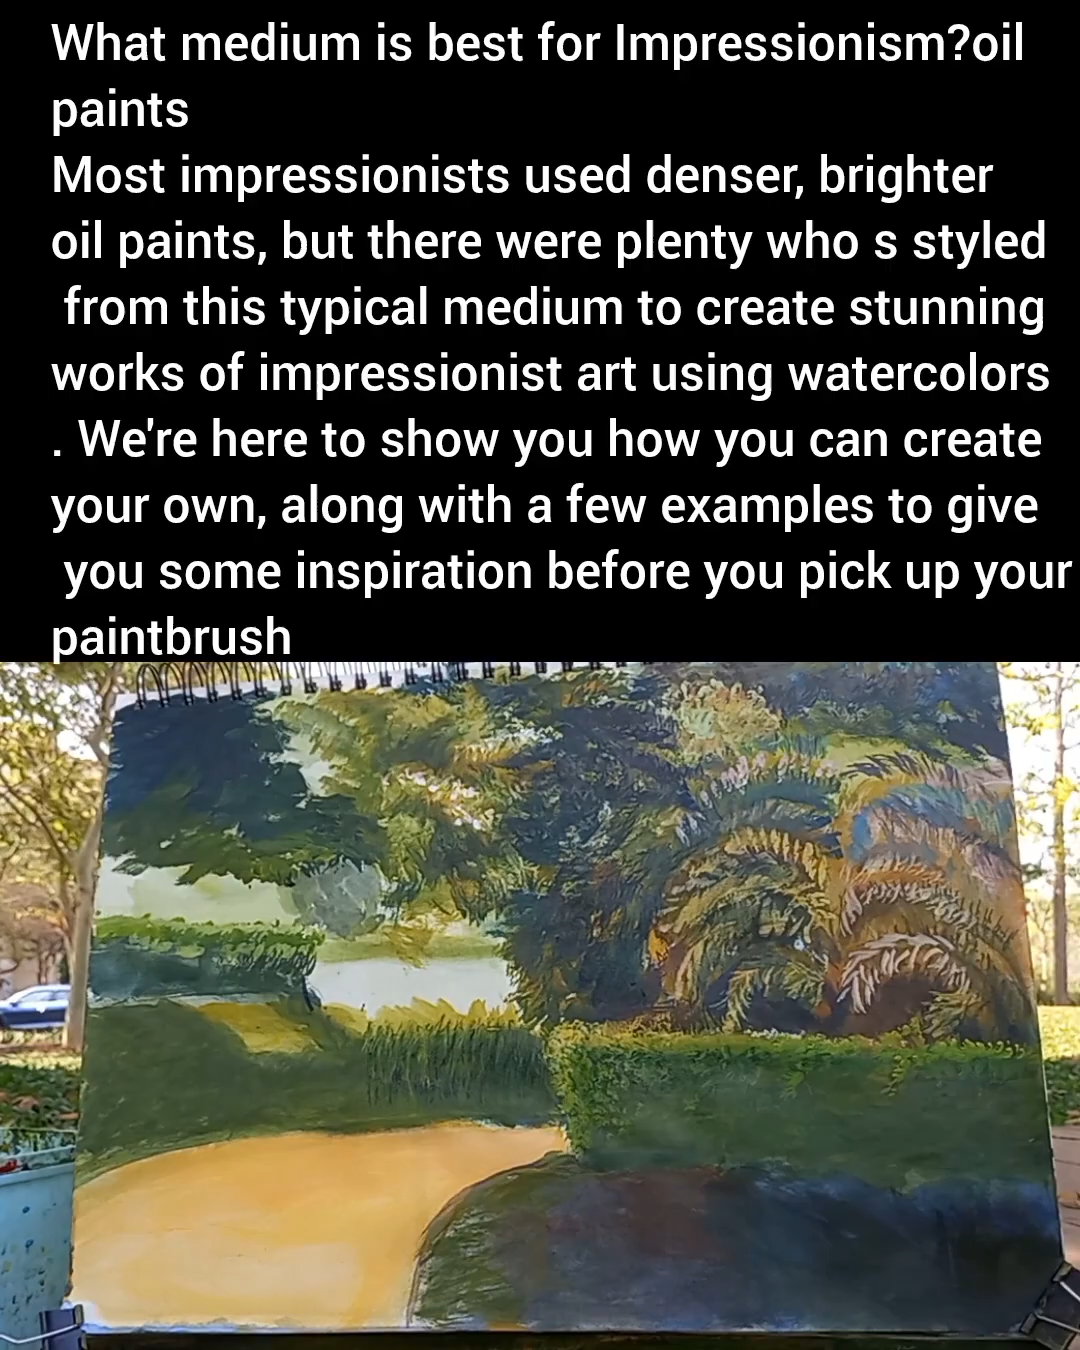 What medium is best for Impressionism?oil
paints
Most impressionists used denser, brighter
oil paints, but there were plenty who s styled
from this typical medium to create stunning
works of impressionist art using watercolors
. We're here to show you how you can create
your own, along with a few examples to give
you some inspiration before you pick up your
paintbrush